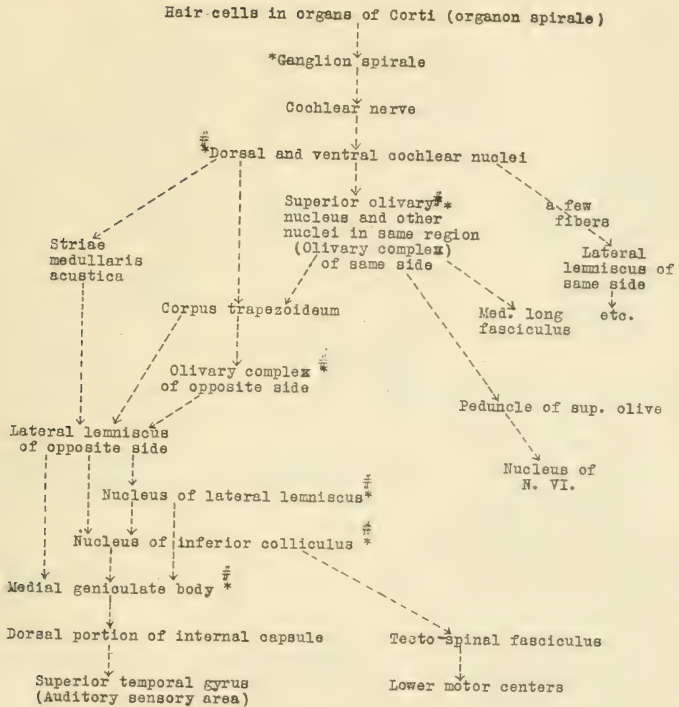 Hair cells in organs of Corti (organon spirale)
*Ganglion spirale
Cochlear nerve
#
*Dorsal and ventral cochlear nuclei
Superior olivary#*
nucleus and other
nuclei in same region
(Olivary complex)
of same side
a few
fibers
Striae
medullaris
acustica
Lateral
lemniscus of
same side
Corpus trapezoideum
Med. long
fasciculus
etc.
Olivary complex #*
of opposite side
Peduncle of sup. olive
Lateral lemniscus
of opposite side
Nucleus of
N. VI.
Nucleus of lateral lemniscus#*
Nucleus of inferior colliculus #*
Medial geniculate body #*
Dorsal portion of internal capsule
Tecto-spinal fasciculus
Superior temporal gyrus
(Auditory sensory area)
Lower motor centers